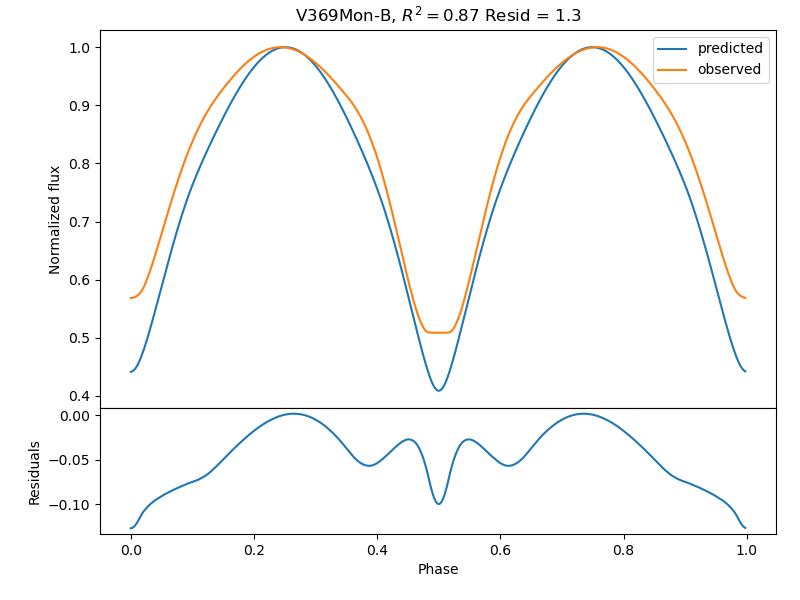 V369Mon-B, $R^2 = 0.87$ Resid = 1.3
predicted
observed
Normalized flux
1.0
0.9
0.8
0.7
0.6
0.5
0.4
Residuals
0.00
−0.05
−0.10
0.0 0.2 0.4 0.6 0.8 1.0
Phase